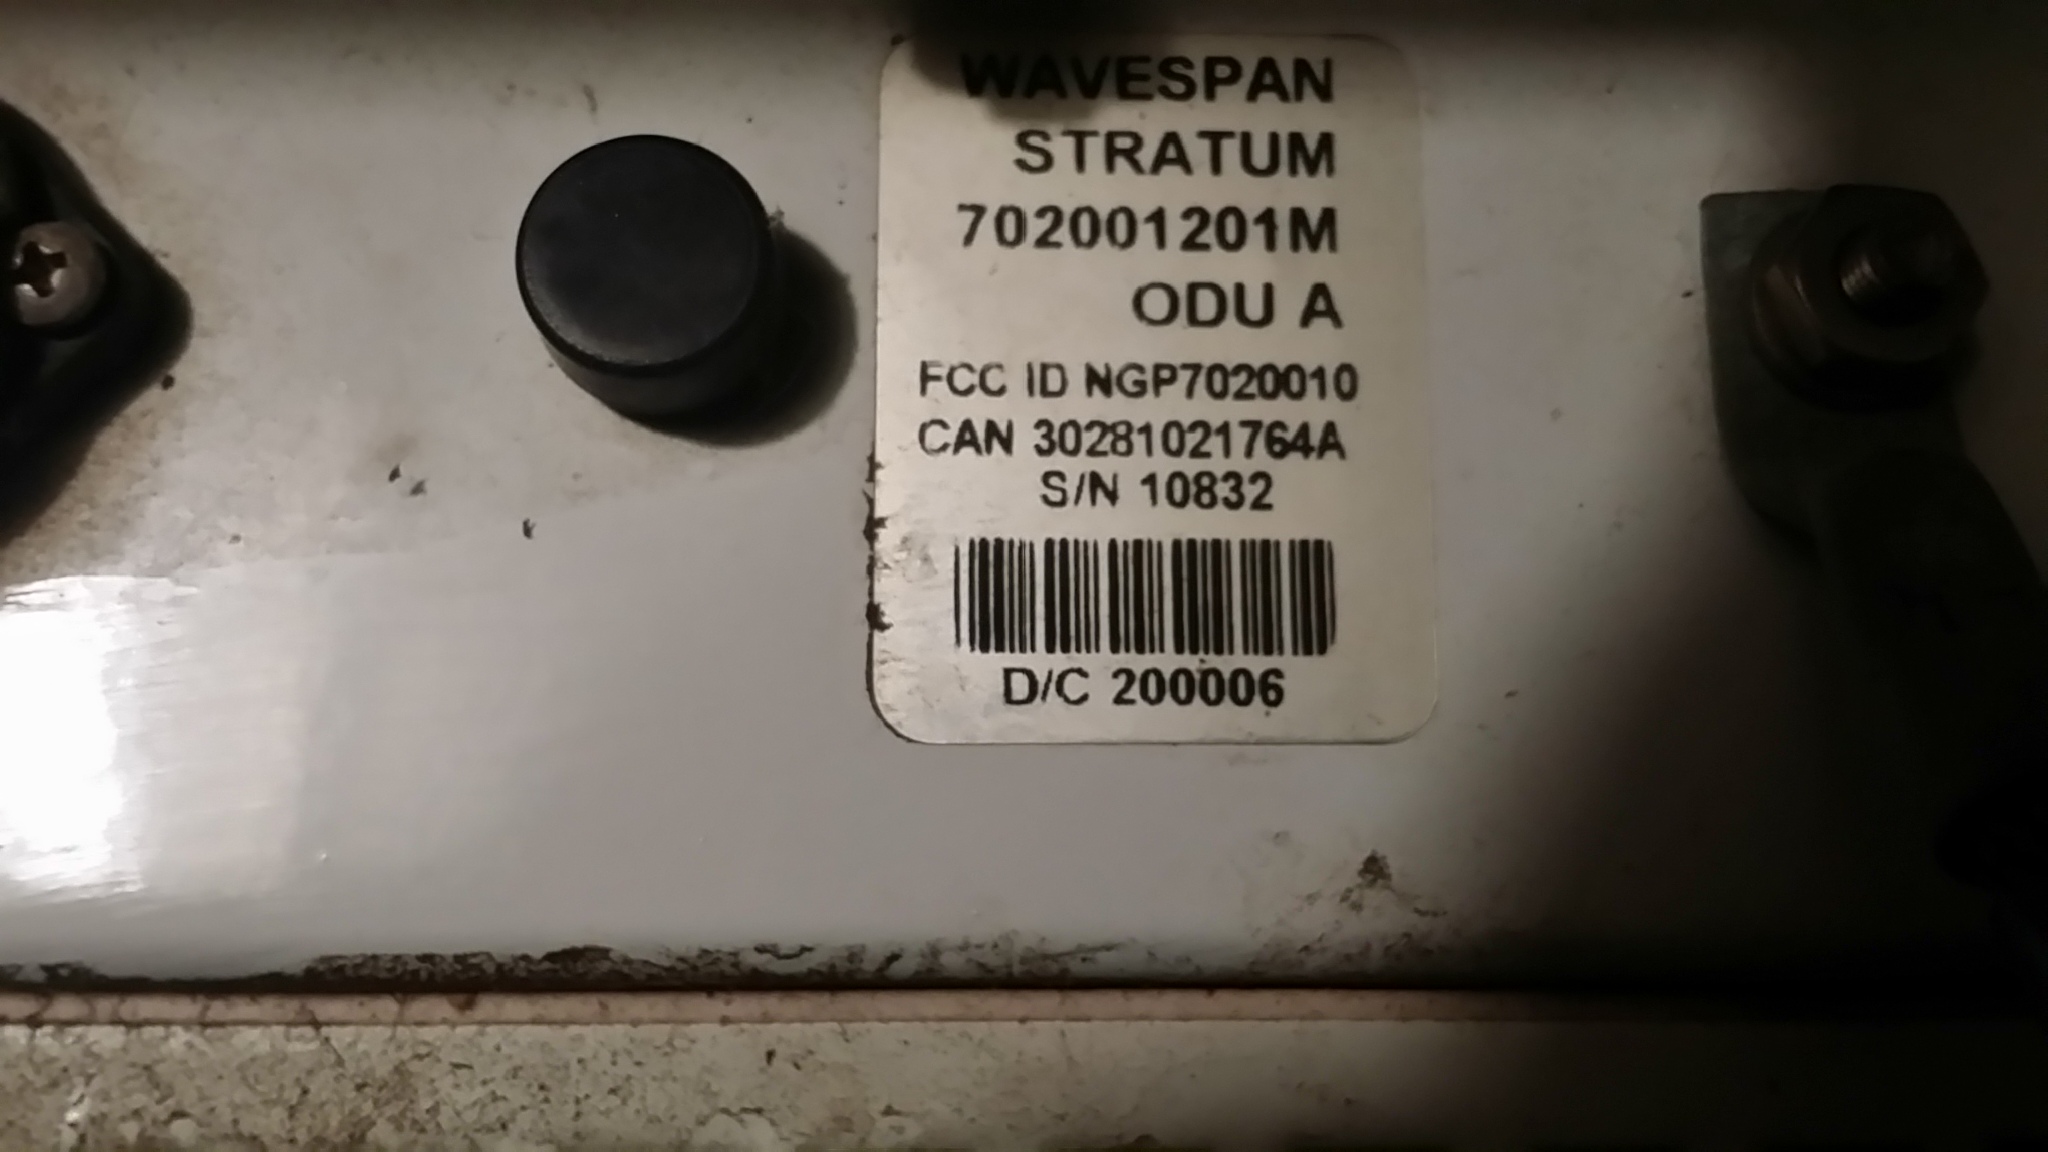 WAVESPAN
STRATUM
702001201M
ODU A
FCC ID NGP7020010
CAN 30281021764A
S/N 10832
D/C 200006